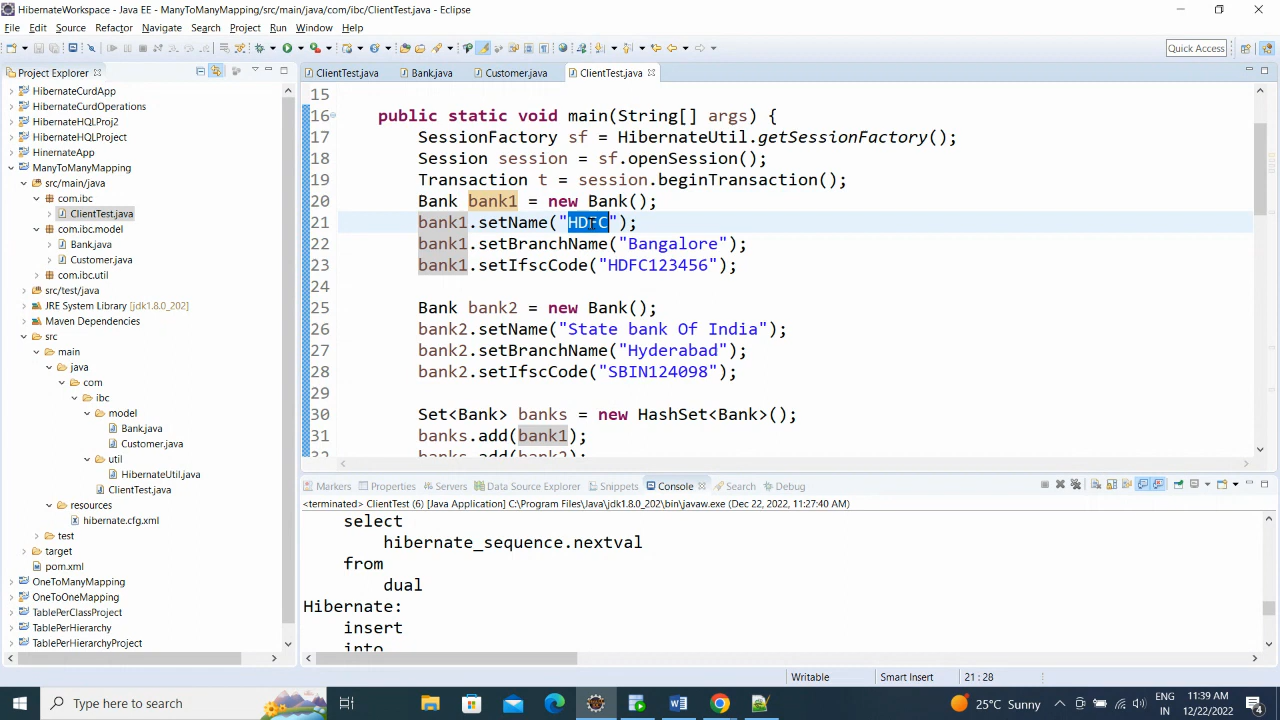 HibernateWorkspace - Java EE - ManyToManyMapping/src/main/java/com/ibc/ClientTest.java - Eclipse
File Edit Source Refactor Navigate Search Project Run Window Help
Quick Access
Project Explorer
HibernateCurdApp
HibernateCurdOperations
HibernateHQLProj2
HibernateHQLProject
HinernateApp
ManyToManyMapping
src/main/java
com.ibc
ClientTest.java
com.ibc.model
Bank.java
Customer.java
com.ibc.util
src/test/java
JRE System Library [jdk1.8.0_202]
Maven Dependencies
src
main
java
com
ibc
model
Bank.java
Customer.java
util
HibernateUtil.java
ClientTest.java
resources
hibernate.cfg.xml
test
target
pom.xml
OneToManyMapping
OneToOneMapping
TablePerClassProject
TablePerHierarchy
TablePerHierarchyProject
ClientTest.java Bank.java Customer.java ClientTest.java
15
16 public static void main(String[] args) {
17 SessionFactory sf = HibernateUtil.getSessionFactory();
18 Session session = sf.openSession();
19 Transaction t = session.beginTransaction();
20 Bank bank1 = new Bank();
21 bank1.setName("HDFC");
22 bank1.setBranchName("Bangalore");
23 bank1.setIfscCode("HDFC123456");
24
25 Bank bank2 = new Bank();
26 bank2.setName("State bank Of India");
27 bank2.setBranchName("Hyderabad");
28 bank2.setIfscCode("SBIN124098");
29
30 Set<Bank> banks = new HashSet<Bank>();
31 banks.add(bank1);
32 banks.add(bank2);
Markers Properties Servers Data Source Explorer Snippets Console Search Debug
<terminated> ClientTest (6) [Java Application] C:\Program Files\Java\jdk1.8.0_202\bin\javaw.exe (Dec 22, 2022, 11:27:40 AM)
select
hibernate_sequence.nextval
from
dual
Hibernate:
insert
into
Writable Smart Insert 21 : 28
Type here to search
25°C Sunny
ENG
IN
11:39 AM
12/22/2022
4